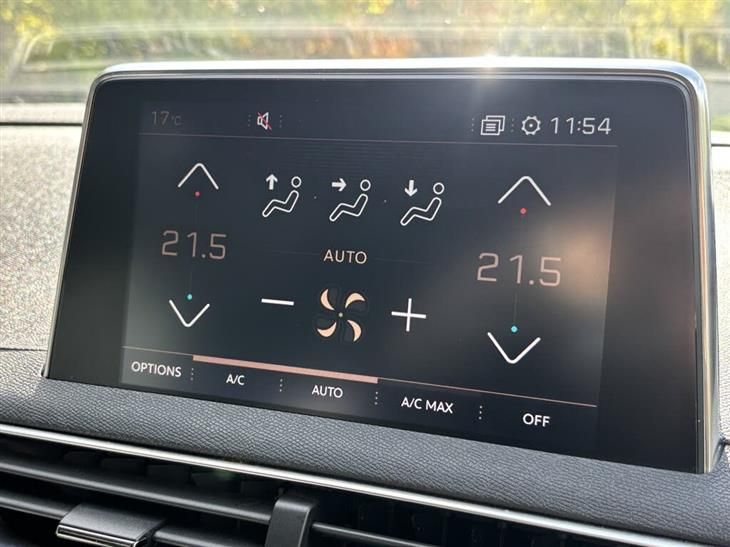 17°C 11:54
21.5 21.5
AUTO
OPTIONS A/C AUTO A/C MAX OFF